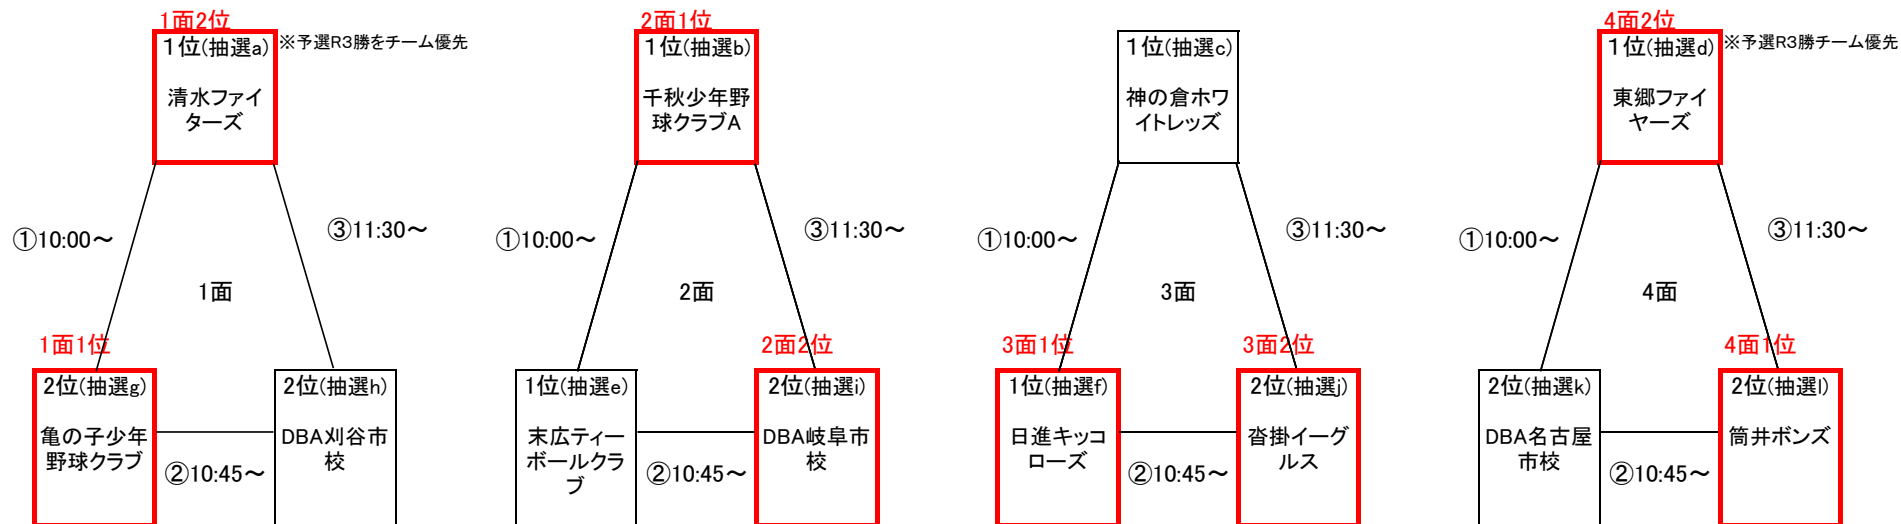 1面2位
1位(抽選a)
※予選R3勝をチーム優先
清水ファイ
ターズ
①10:00～
③11:30～
1面
1面1位
2位(抽選g)
亀の子少年
野球クラブ
2位(抽選h)
DBA刈谷市
校
②10:45～
2面1位
1位(抽選b)
千秋少年野
球クラブA
①10:00～
③11:30～
2面
1位(抽選e)
末広ティー
ボールクラ
ブ
2面2位
2位(抽選i)
DBA岐阜市
校
②10:45～
1位(抽選c)
神の倉ホワ
イトレッズ
①10:00～
③11:30～
3面
3面1位
1位(抽選f)
日進キッコ
ローズ
3面2位
2位(抽選j)
沓掛イーグ
ルス
②10:45～
4面2位
1位(抽選d)
※予選R3勝チーム優先
東郷ファイ
ヤーズ
①10:00～
③11:30～
4面
2位(抽選k)
DBA名古屋
市校
4面1位
2位(抽選l)
筒井ボンズ
②10:45～